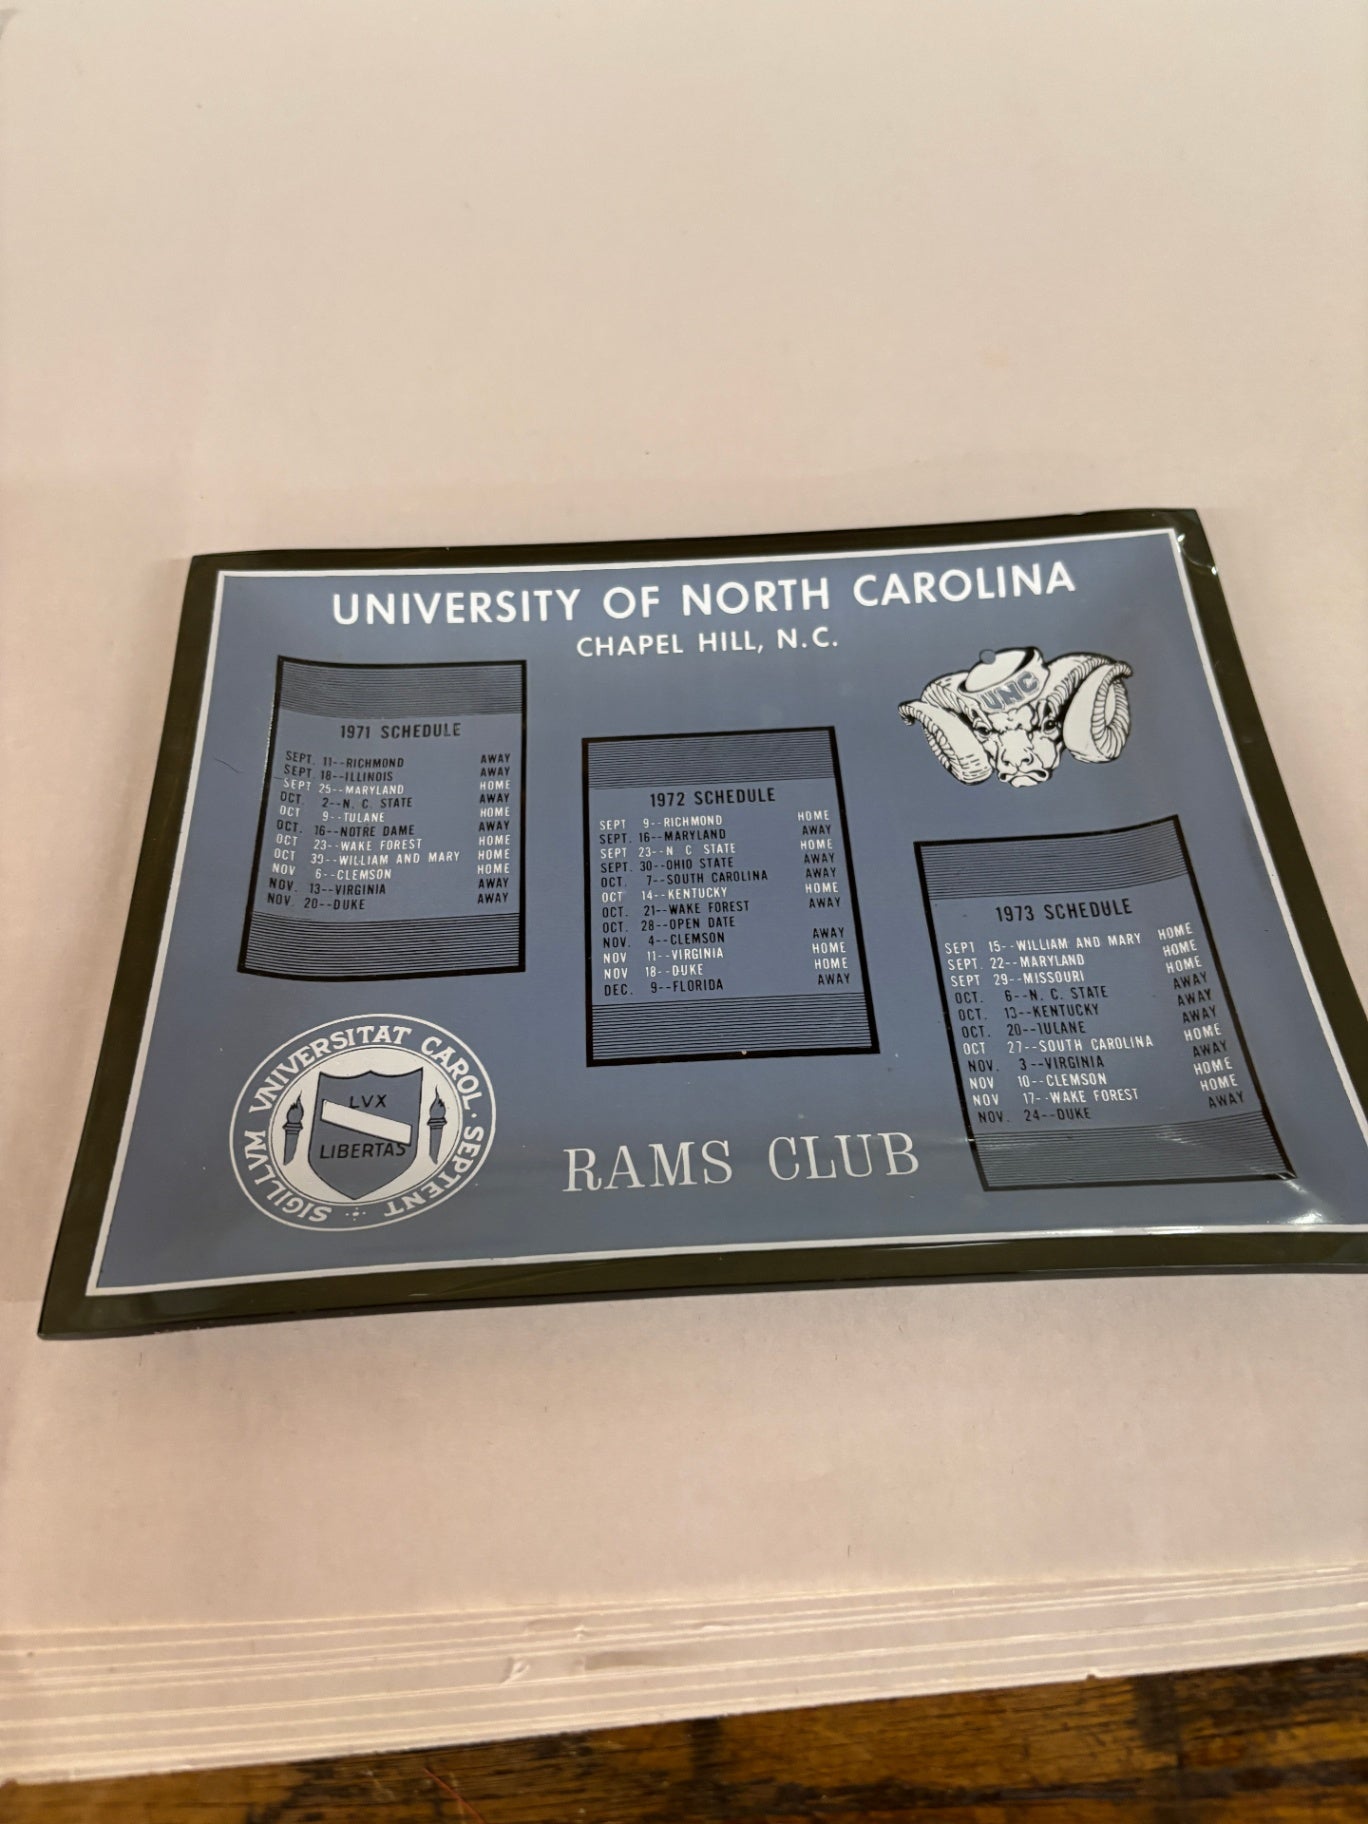 UNIVERSITY OF NORTH CAROLINA
CHAPEL HILL, N.C.
1971 SCHEDULE
SEPT. 11--RICHMOND AWAY
SEPT. 18--ILLINOIS AWAY
SEPT 25--MARYLAND HOME
OCT. 2--N. C. STATE AWAY
OCT 9--TULANE HOME
OCT. 16--NOTRE DAME AWAY
OCT 23--WAKE FOREST HOME
OCT 30--WILLIAM AND MARY HOME
NOV 6--CLEMSON HOME
NOV. 13--VIRGINIA AWAY
NOV. 20--DUKE AWAY
1972 SCHEDULE
SEPT 9--RICHMOND HOME
SEPT. 16--MARYLAND AWAY
SEPT 23--N C STATE HOME
SEPT. 30--OHIO STATE AWAY
OCT. 7--SOUTH CAROLINA AWAY
OCT 14--KENTUCKY HOME
OCT. 21--WAKE FOREST AWAY
OCT. 28--OPEN DATE
NOV. 4--CLEMSON AWAY
NOV 11--VIRGINIA HOME
NOV 18--DUKE HOME
DEC. 9--FLORIDA AWAY
UNC
1973 SCHEDULE
SEPT 15--WILLIAM AND MARY HOME
SEPT. 22--MARYLAND HOME
SEPT 29--MISSOURI HOME
OCT. 6--N. C. STATE AWAY
OCT. 13--KENTUCKY AWAY
OCT. 20--TULANE AWAY
OCT 27--SOUTH CAROLINA HOME
NOV. 3--VIRGINIA AWAY
NOV 10--CLEMSON HOME
NOV 17--WAKE FOREST HOME
NOV. 24--DUKE AWAY
SIGILLVM VNIVERSITAT CAROL. SEPTENT
LVX
LIBERTAS
RAMS CLUB